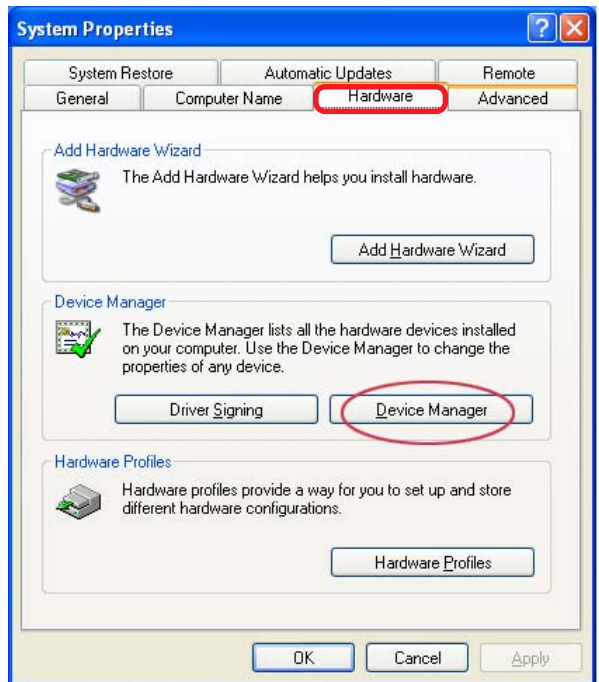 System Properties
System Restore Automatic Updates Remote
General Computer Name Hardware Advanced
Add Hardware Wizard
The Add Hardware Wizard helps you install hardware.
Add Hardware Wizard
Device Manager
The Device Manager lists all the hardware devices installed
on your computer. Use the Device Manager to change the
properties of any device.
Driver Signing Device Manager
Hardware Profiles
Hardware profiles provide a way for you to set up and store
different hardware configurations.
Hardware Profiles
OK Cancel Apply